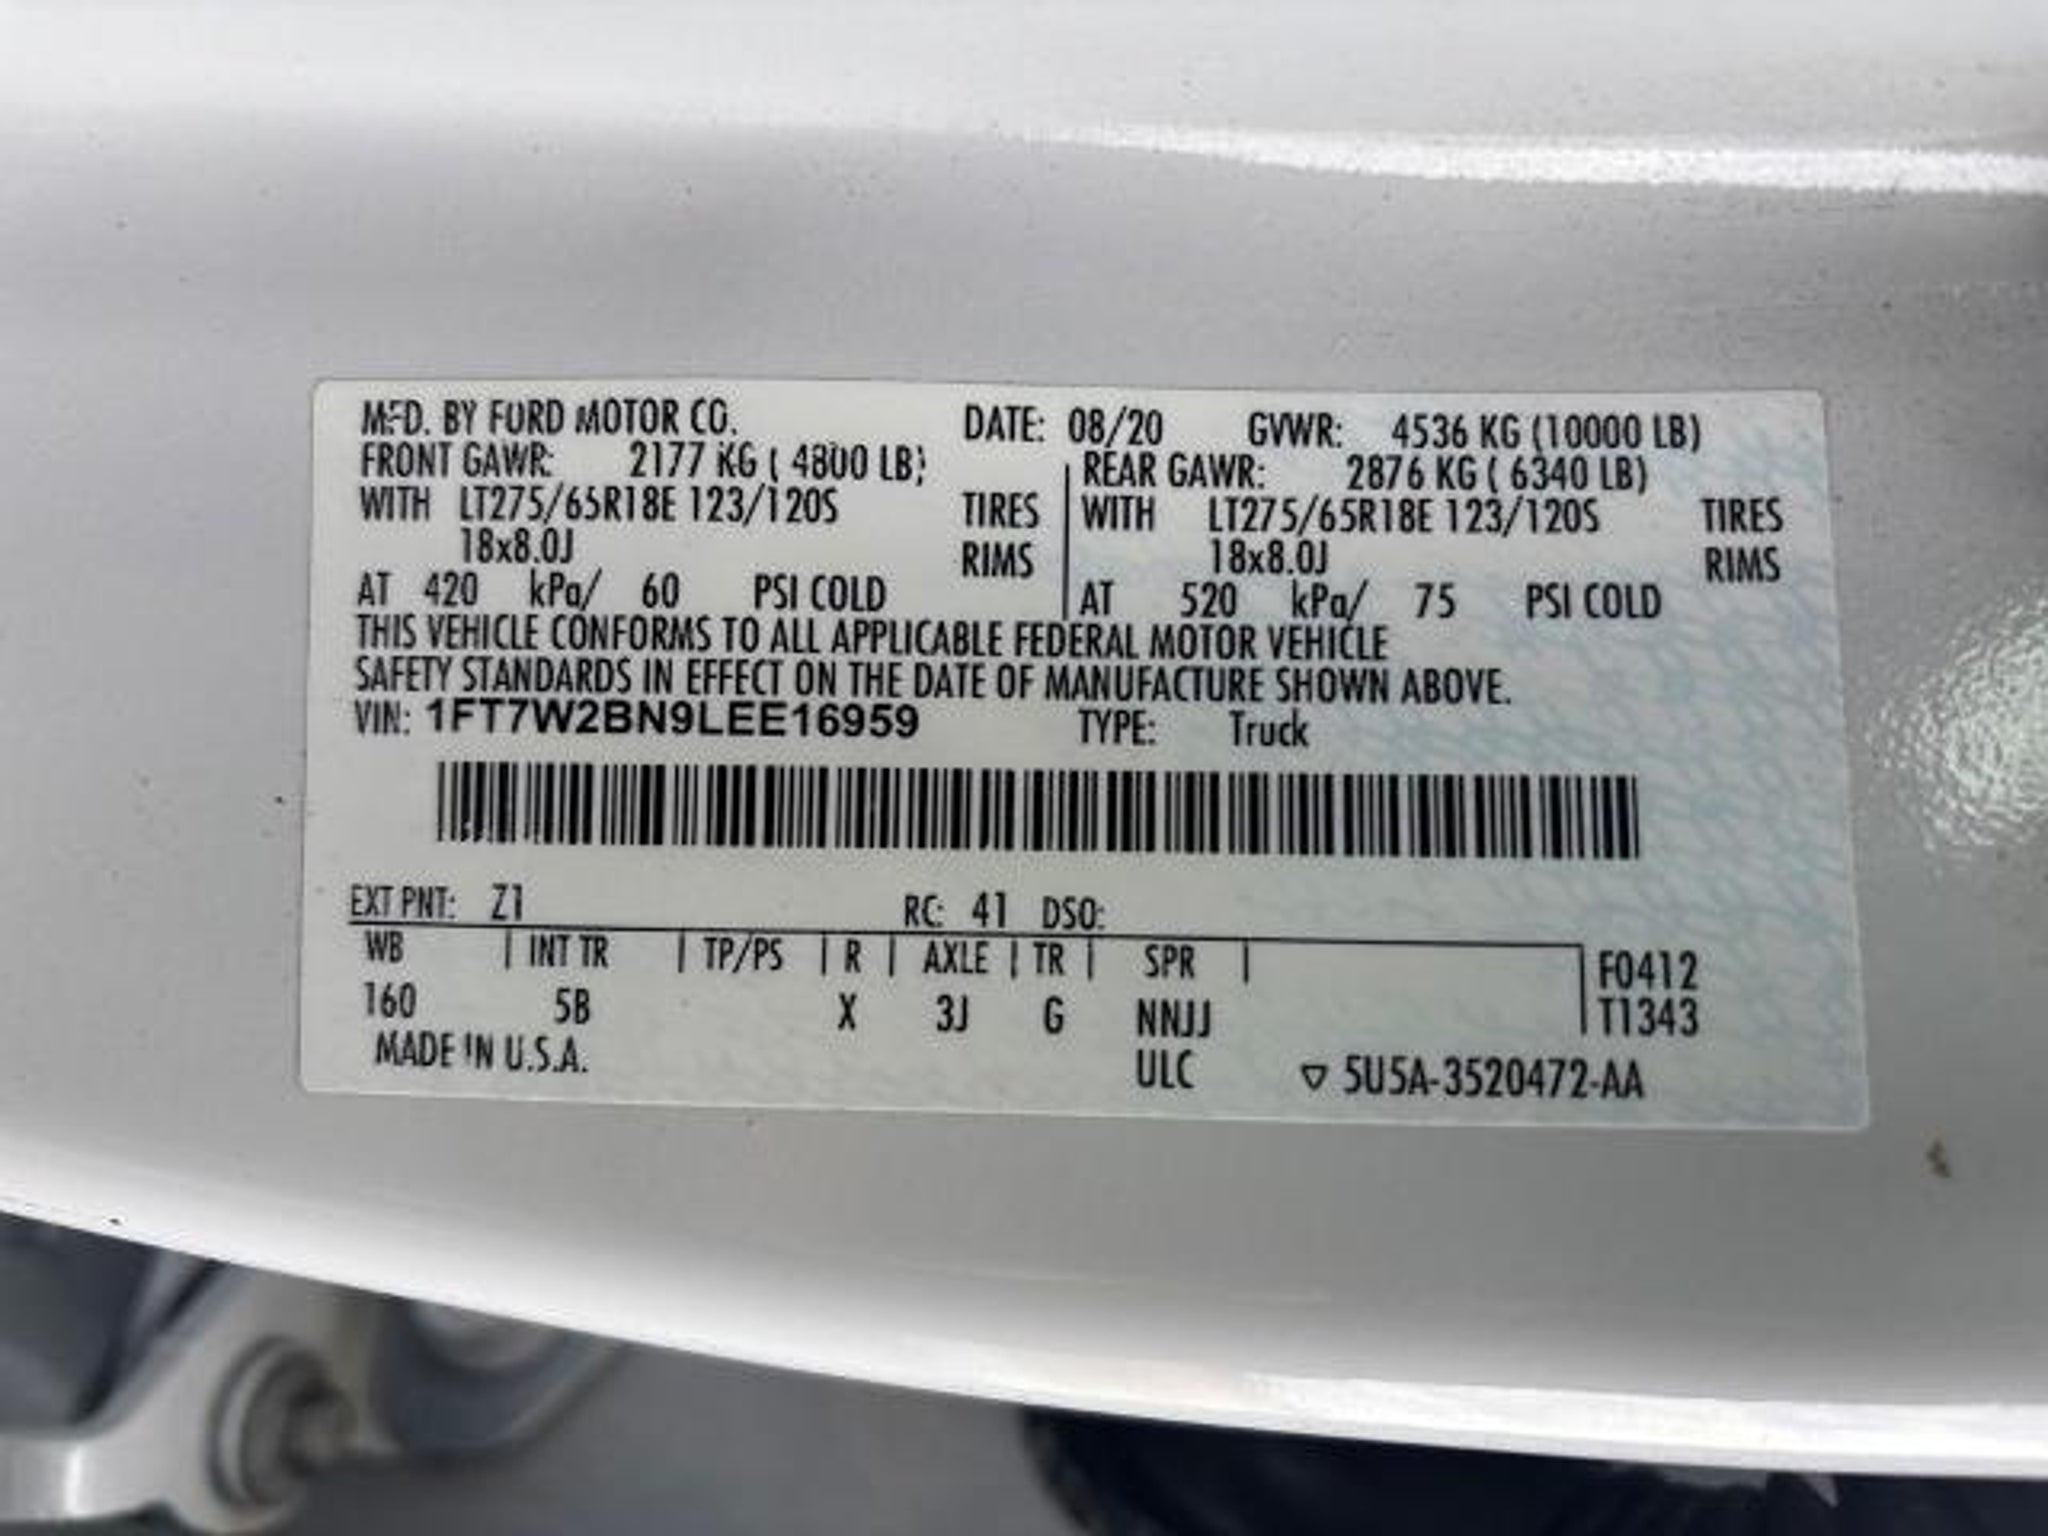 MFD. BY FORD MOTOR CO. DATE: 08/20 GVWR: 4536 KG (10000 LB)
FRONT GAWR: 2177 KG ( 4800 LB) REAR GAWR: 2876 KG ( 6340 LB)
WITH LT275/65R18E 123/120S TIRES WITH LT275/65R18E 123/120S TIRES
18x8.0J RIMS 18x8.0J RIMS
AT 420 kPa/ 60 PSI COLD AT 520 kPa/ 75 PSI COLD
THIS VEHICLE CONFORMS TO ALL APPLICABLE FEDERAL MOTOR VEHICLE
SAFETY STANDARDS IN EFFECT ON THE DATE OF MANUFACTURE SHOWN ABOVE.
VIN: 1FT7W2BN9LEE16959 TYPE: Truck
EXT PNT: Z1 RC: 41 DSO:
WB INT TR TP/PS R AXLE TR SPR F0412
160 5B X 3J G NNJJ T1343
MADE IN U.S.A. ULC ▽ 5U5A-3520472-AA